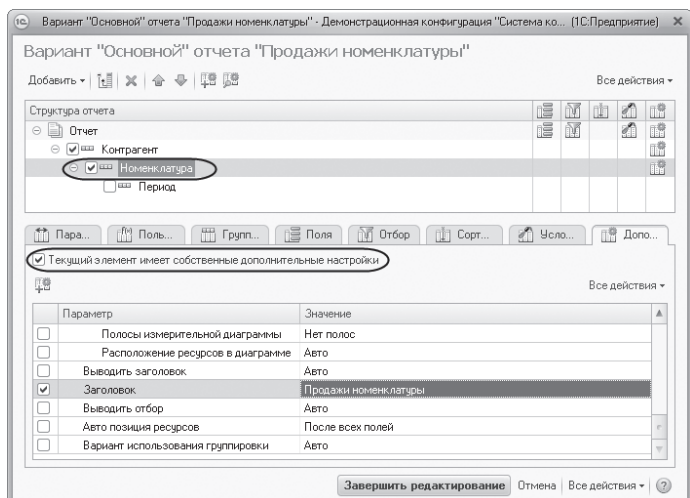 1С Вариант "Основной" отчета "Продажи номенклатуры" - Демонстрационная конфигурация "Система ко... (1С:Предприятие)
Вариант "Основной" отчета "Продажи номенклатуры"
Добавить Все действия
Структура отчета
Отчет
Контрагент
Номенклатура
Период
Пара... Поль... Групп... Поля Отбор Сорт... Усло... Допо...
Текущий элемент имеет собственные дополнительные настройки
Все действия
Параметр Значение
Полосы измерительной диаграммы Нет полос
Расположение ресурсов в диаграмме Авто
Выводить заголовок Авто
Заголовок Продажи номенклатуры
Выводить отбор Авто
Авто позиция ресурсов После всех полей
Вариант использования группировки Авто
Завершить редактирование Отмена Все действия ?